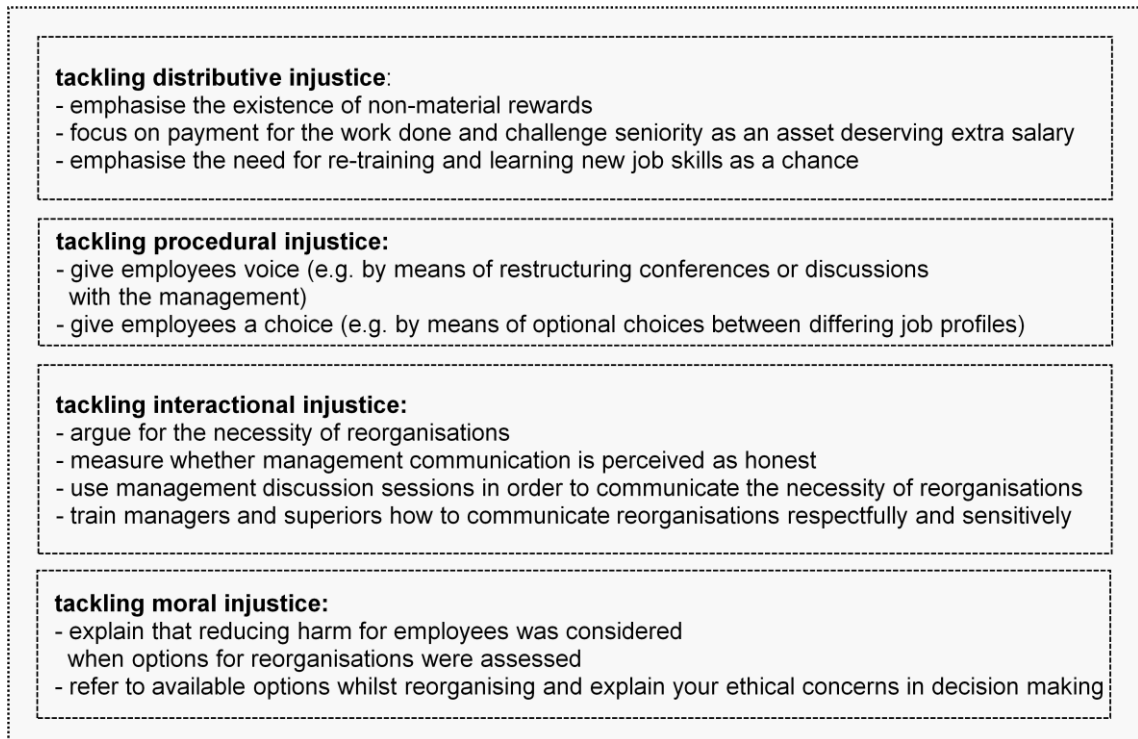 tackling distributive injustice:
- emphasise the existence of non-material rewards
- focus on payment for the work done and challenge seniority as an asset deserving extra salary
- emphasise the need for re-training and learning new job skills as a chance
tackling procedural injustice:
- give employees voice (e.g. by means of restructuring conferences or discussions
with the management)
- give employees a choice (e.g. by means of optional choices between differing job profiles)
tackling interactional injustice:
- argue for the necessity of reorganisations
- measure whether management communication is perceived as honest
- use management discussion sessions in order to communicate the necessity of reorganisations
- train managers and superiors how to communicate reorganisations respectfully and sensitively
tackling moral injustice:
- explain that reducing harm for employees was considered
when options for reorganisations were assessed
- refer to available options whilst reorganising and explain your ethical concerns in decision making